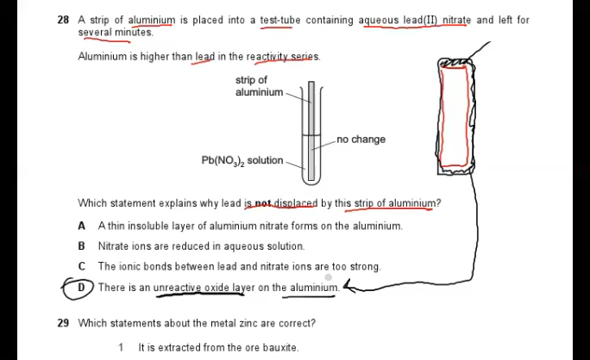 28 A strip of aluminium is placed into a test-tube containing aqueous lead(II) nitrate and left for
several minutes.
Aluminium is higher than lead in the reactivity series.
strip of
aluminium
no change
Pb(NO₃)₂ solution
Which statement explains why lead is not displaced by this strip of aluminium?
A A thin insoluble layer of aluminium nitrate forms on the aluminium.
B Nitrate ions are reduced in aqueous solution.
C The ionic bonds between lead and nitrate ions are too strong.
D There is an unreactive oxide layer on the aluminium.
29 Which statements about the metal zinc are correct?
1 It is extracted from the ore bauxite.